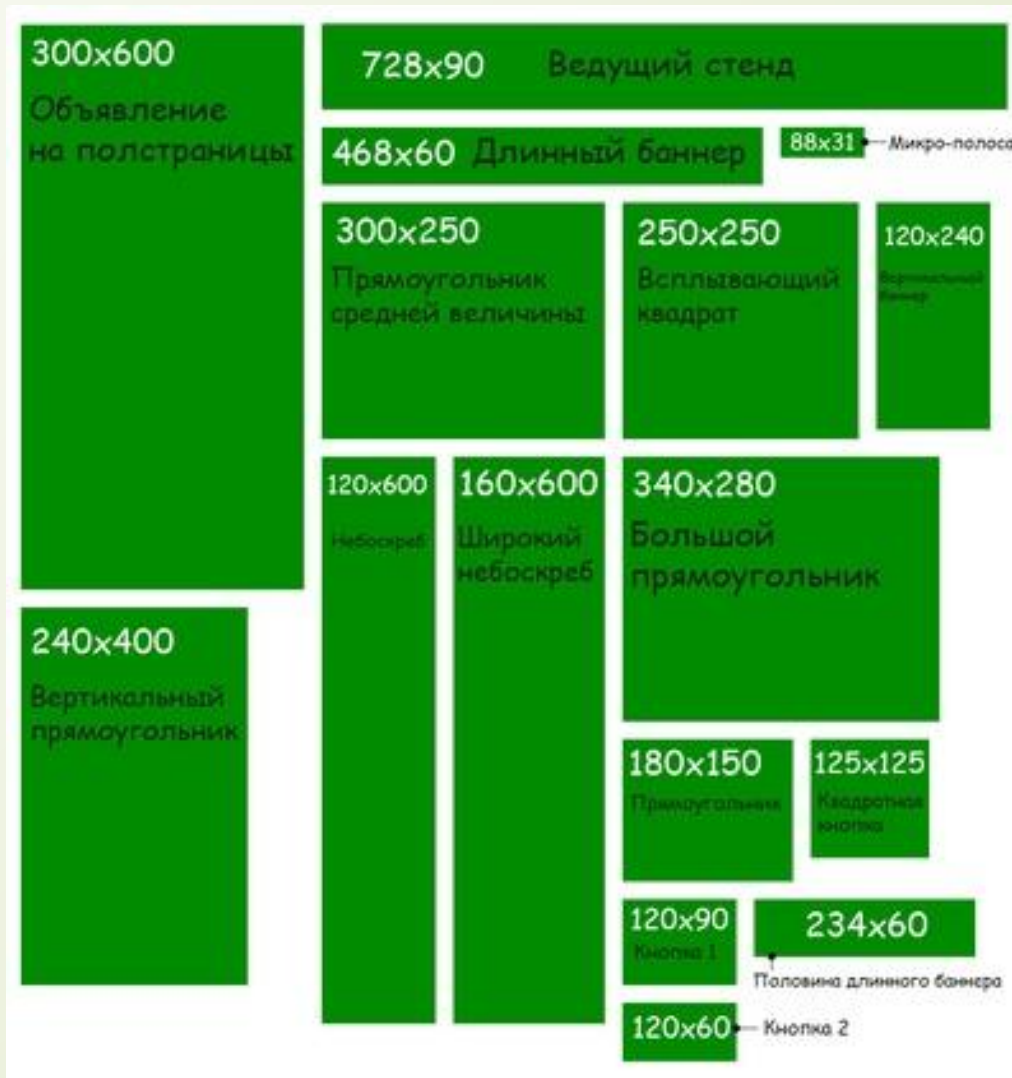 300x600
Объявление
на полстраницы
728x90 Ведущий стенд
468x60 Длинный баннер
88x31 Микро-полоса
300x250
Прямоугольник
средней величины
250x250
Всплывающий
квадрат
120x240
Вертикальный
баннер
120x600
Небоскреб
160x600
Широкий
небоскреб
340x280
Большой
прямоугольник
240x400
Вертикальный
прямоугольник
180x150
Прямоугольник
125x125
Квадратная
кнопка
120x90
Кнопка 1
234x60
Половина длинного баннера
120x60 Кнопка 2